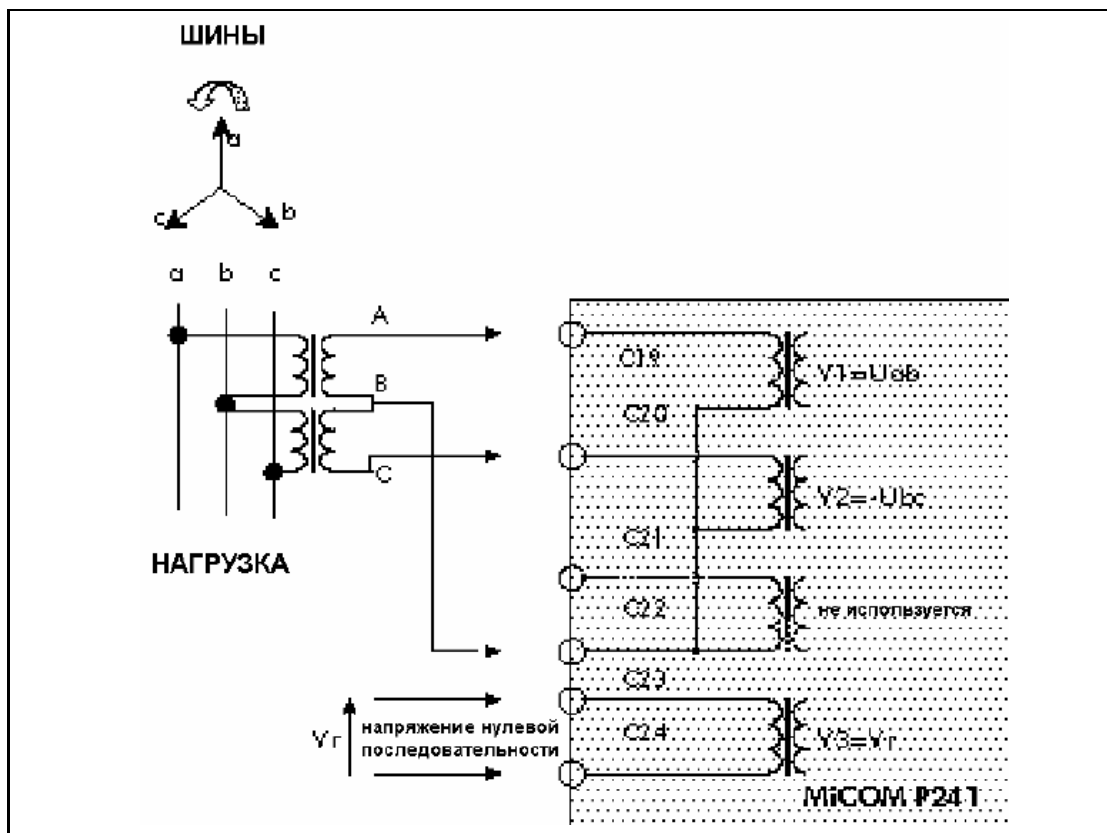 ШИНЫ
a
c
b
a b c
A
B
C
НАГРУЗКА
C19
V1=Uab
C20
V2=-Ubc
C21
C22
не используется
C23
Vr
напряжение нулевой
последовательности
C24
V3=Vr
MiCOM P241